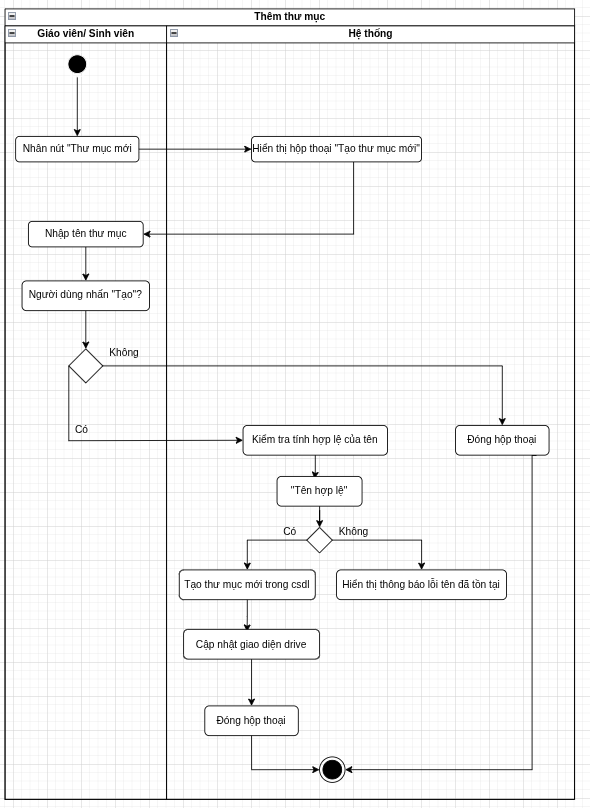 Thêm thư mục
Giáo viên/ Sinh viên
Hệ thống
Nhân nút "Thư mục mới
Hiển thị hộp thoại "Tạo thư mục mới"
Nhập tên thư mục
Người dùng nhấn "Tạo"?
Không
Có
Kiểm tra tính hợp lệ của tên
Đóng hộp thoại
"Tên hợp lệ"
Có
Không
Tạo thư mục mới trong csdl
Hiển thị thông báo lỗi tên đã tồn tại
Cập nhật giao diện drive
Đóng hộp thoại